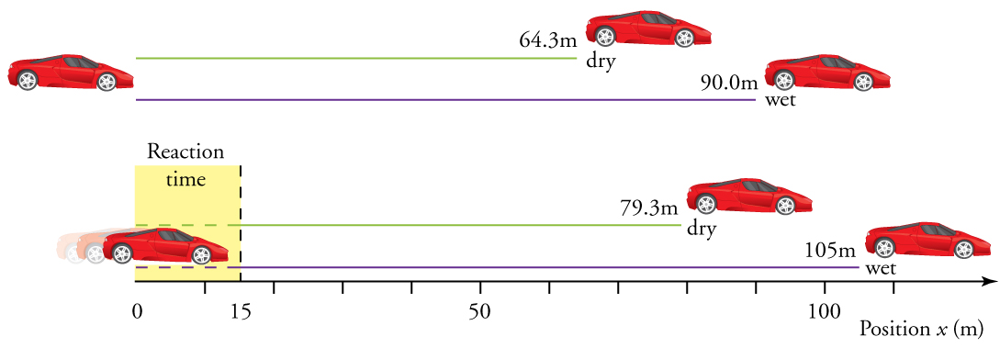 64.3m
dry
90.0m
wet
Reaction
time
79.3m
dry
105m
wet
0 15 50 100
Position x (m)